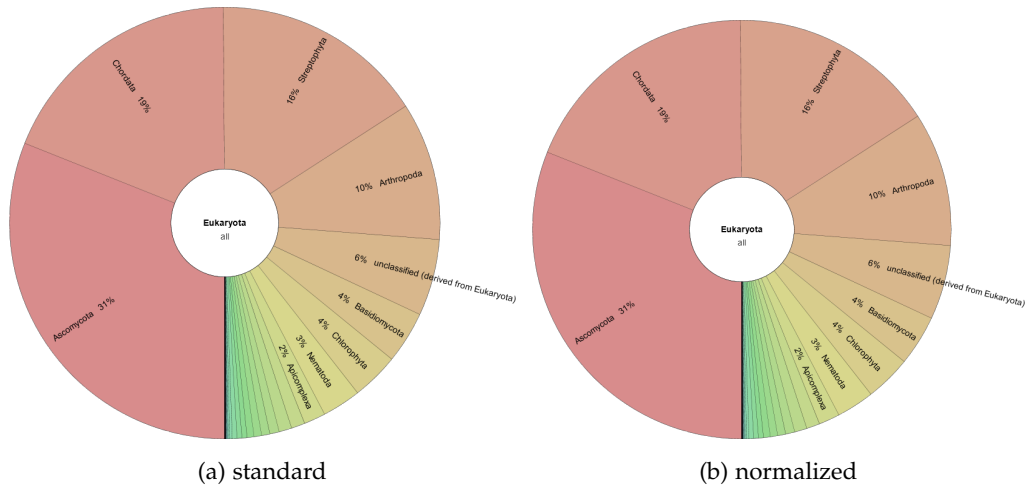 Chordata 19%
16% Streptophyta
10% Arthropoda
Eukaryota
all
6% unclassified (derived from Eukaryota)
4% Basidiomycota
4% Chlorophyta
3% Nematoda
2% Apicomplexa
Ascomycota 31%
(a) standard
Chordata 19%
16% Streptophyta
10% Arthropoda
Eukaryota
all
6% unclassified (derived from Eukaryota)
4% Basidiomycota
4% Chlorophyta
3% Nematoda
2% Apicomplexa
Ascomycota 31%
(b) normalized